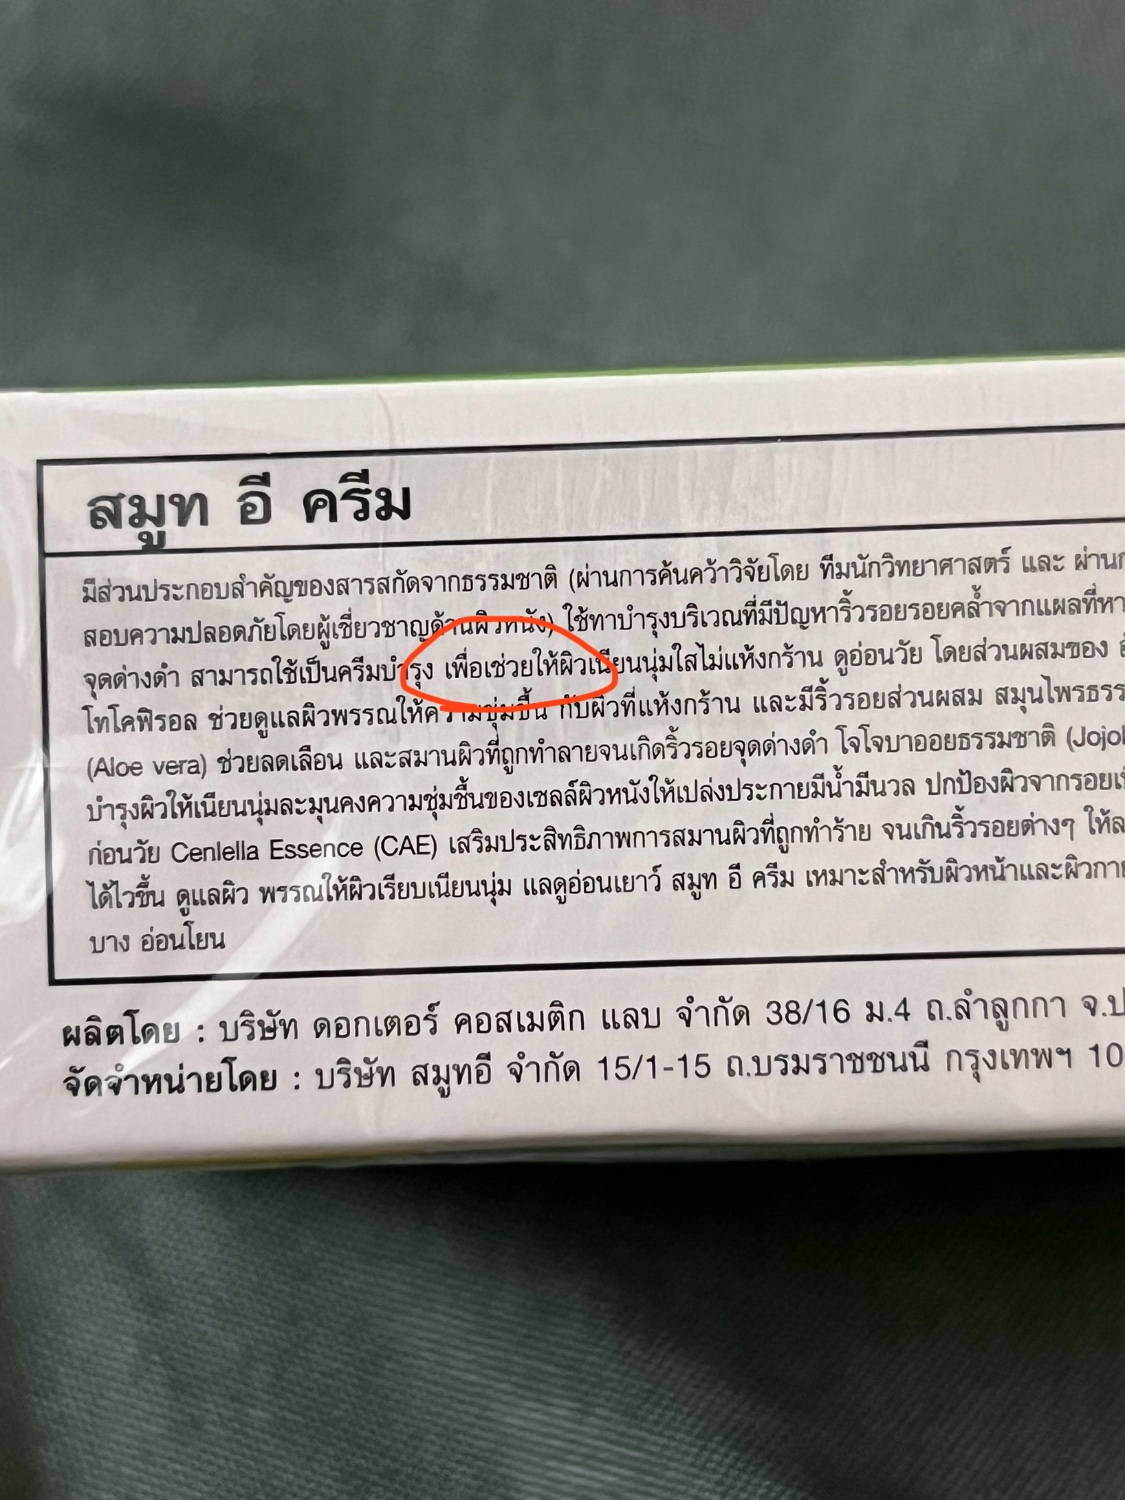 สมูท อี ครีม
มีส่วนประกอบสำคัญของสารสกัดจากธรรมชาติ (ผ่านการค้นคว้าวิจัยโดย ทีมนักวิทยาศาสตร์ และ ผ่าน
สอบความปลอดภัยโดยผู้เชี่ยวชาญด้านผิวหนัง) ใช้ทาบำรุงบริเวณที่มีปัญหาริ้วรอยรอยคล้ำจากแผลที่
จุดด่างดำ สามารถใช้เป็นครีมบำรุง เพื่อเช่วยให้ผิวเนียนนุ่มใสไม่แห้งกร้าน ดูอ่อนวัย โดยส่วนผสมของ
โทโคฟิรอล ช่วยดูแลผิวพรรณให้ความชุ่มชื้น กับผิวที่แห้งกร้าน และมีริ้วรอยส่วนผสม สมุนไพร
(Aloe vera) ช่วยลดเลือน และสมานผิวที่ถูกทำลายจนเกิดริ้วรอยจุดด่างดำ โจโจบาออยธรรมชาติ
บำรุงผิวให้เนียนนุ่มละมุนคงความชุ่มชื้นของเซลล์ผิวหนังให้เปล่งประกายมีน้ำมีนวล ปกป้องผิวจากรอย
ก่อนวัย Cenlella Essence (CAE) เสริมประสิทธิภาพการสมานผิวที่ถูกทำร้าย จนเกินริ้วรอยต่างๆ
ได้ไวขึ้น ดูแลผิว พรรณให้ผิวเรียบเนียนนุ่ม แลดูอ่อนเยาว์ สมูท อี ครีม เหมาะสำหรับผิวหน้าและผิว
บาง อ่อนโยน
ผลิตโดย : บริษัท ดอกเตอร์ คอสเมติก แลบ จำกัด 38/16 ม.4 ถ.ลำลูกกา จ.
จัดจำหน่ายโดย : บริษัท สมูทอี จำกัด 15/1-15 ถ.บรมราชชนนี กรุงเทพฯ 10